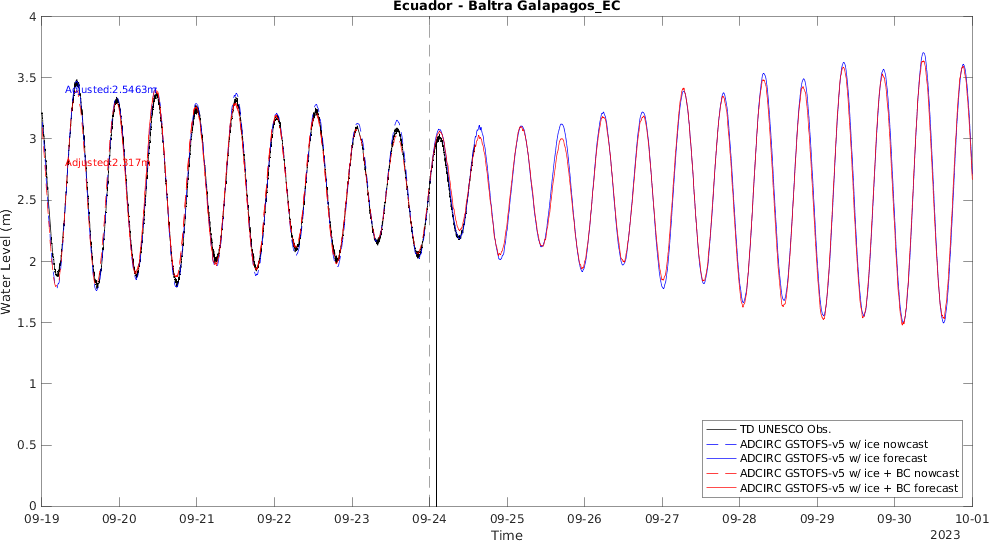 Ecuador - Baltra Galapagos_EC
4
3.5
3
2.5
2
1.5
1
0.5
0
Water Level (m)
Adjusted:2.5463m
Adjusted:2.317m
TD UNESCO Obs.
ADCIRC GSTOFS-v5 w/ ice nowcast
ADCIRC GSTOFS-v5 w/ ice forecast
ADCIRC GSTOFS-v5 w/ ice + BC nowcast
ADCIRC GSTOFS-v5 w/ ice + BC forecast
09-19 09-20 09-21 09-22 09-23 09-24 09-25 09-26 09-27 09-28 09-29 09-30 10-01
Time
2023